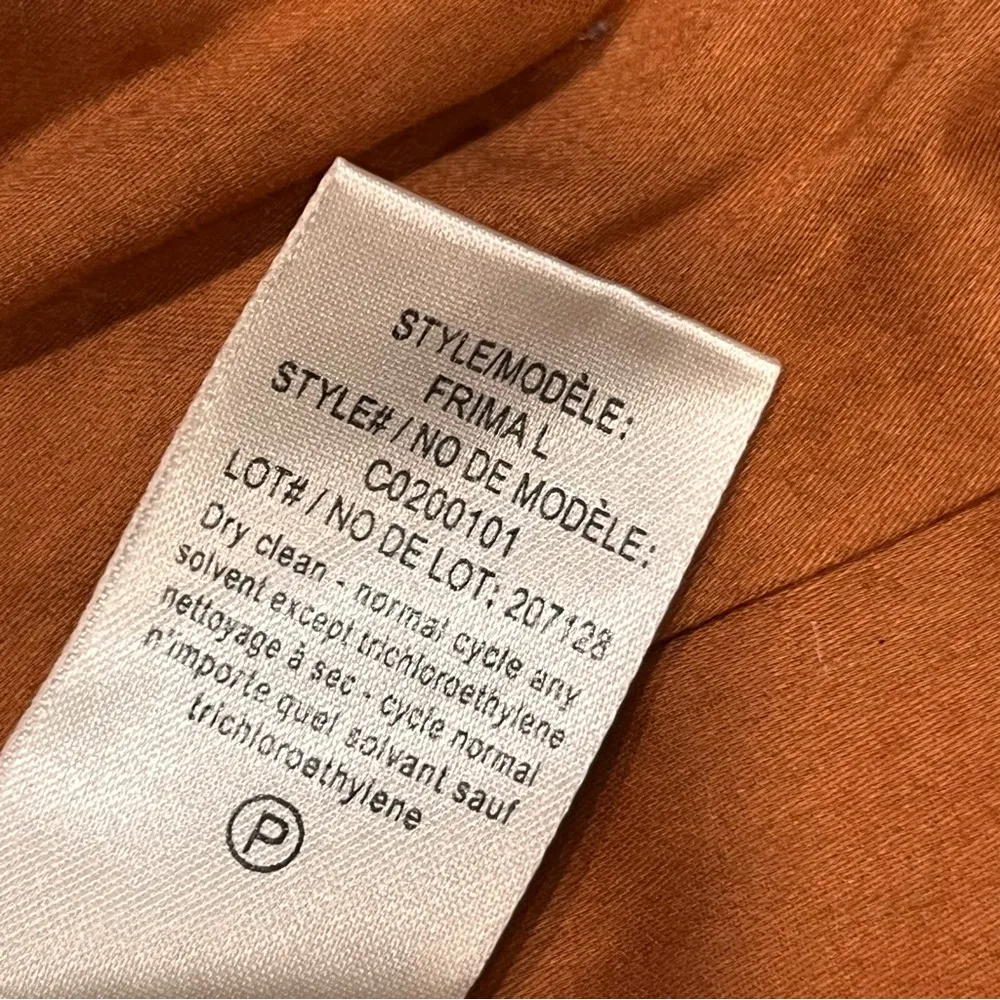 STYLE/MODÈLE:
FRIMA L
STYLE# / NO DE MODÈLE:
C0200101
LOT# / NO DE LOT: 207128
Dry clean - normal cycle any
solvent except trichloroethylene
nettoyage à sec - cycle normal
n'importe quel solvant sauf
trichloroethylene
P